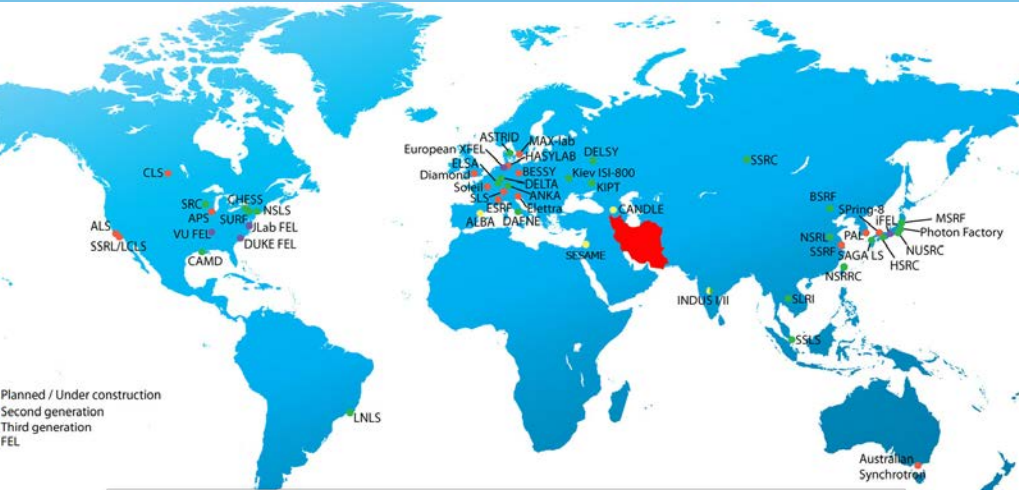 ASTRID
MAX-lab
European XFEL
HASYLAB
DELSY
ELSA
BESSY
SSRC
CLS
Diamond
Kiev ISI-800
DELTA
Soleil
KIPT
SLS
ANKA
CHESS
SRC
NSLS
ESRF
Elettra
CANDLE
BSRF
SPring-8
APS
SURF
ALBA
DAFNE
iFEL
MSRF
ALS
JLab FEL
VU FEL
DUKE FEL
PAL
Photon Factory
NSRL
SSRL/LCLS
SSRF
SAGA LS
NUSRC
CAMD
SESAME
HSRC
NSRRC
INDUS I/II
SLRI
SSLS
Planned / Under construction
Second generation
Third generation
FEL
LNLS
Australian
Synchrotron